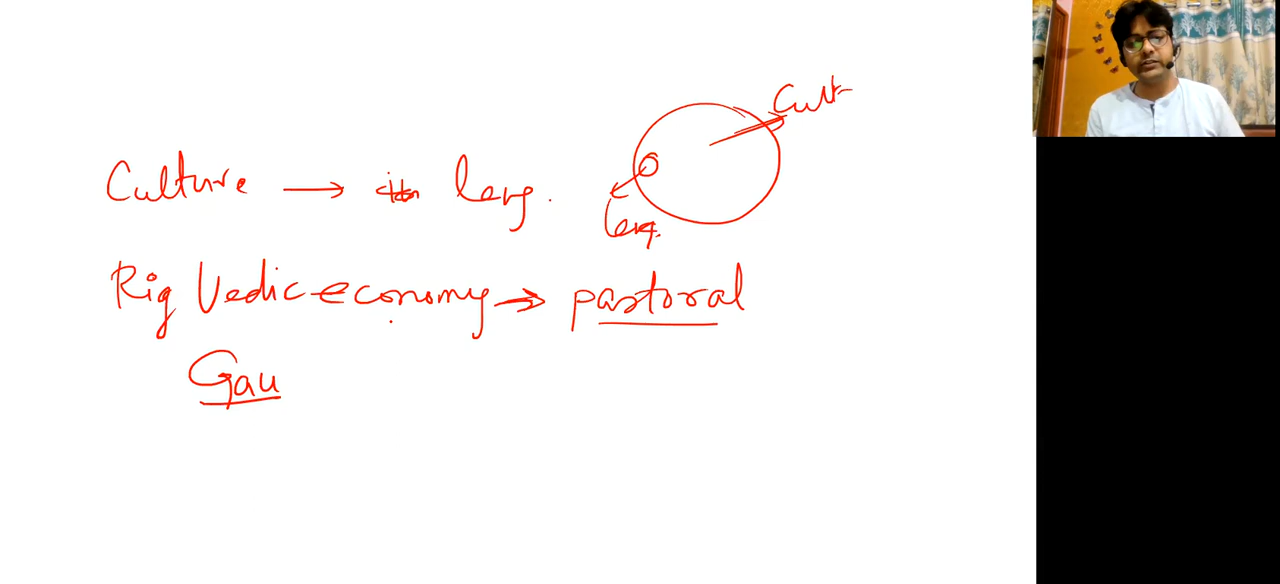 Cult
Culture → lang.
lang.
Rig Vedic economy → pastoral
Gau